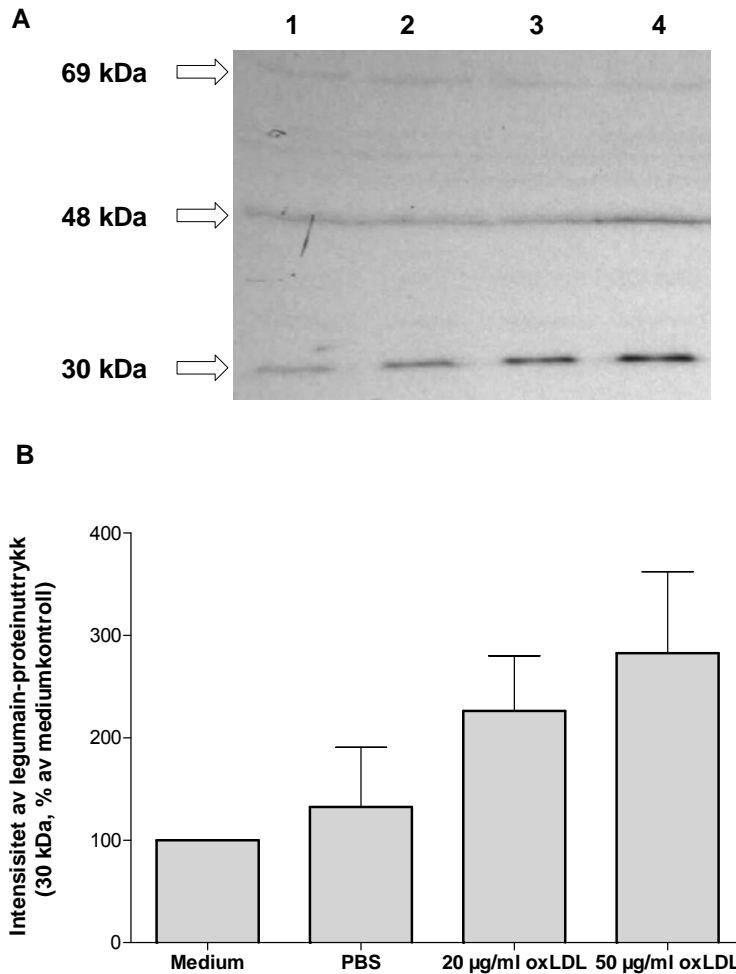 A
1 2 3 4
69 kDa
48 kDa
30 kDa
B
Intensisitet av legumain-proteinuttrykk
(30 kDa, % av mediumkontroll)
400
300
200
100
0
Medium PBS 20 µg/ml oxLDL 50 µg/ml oxLDL